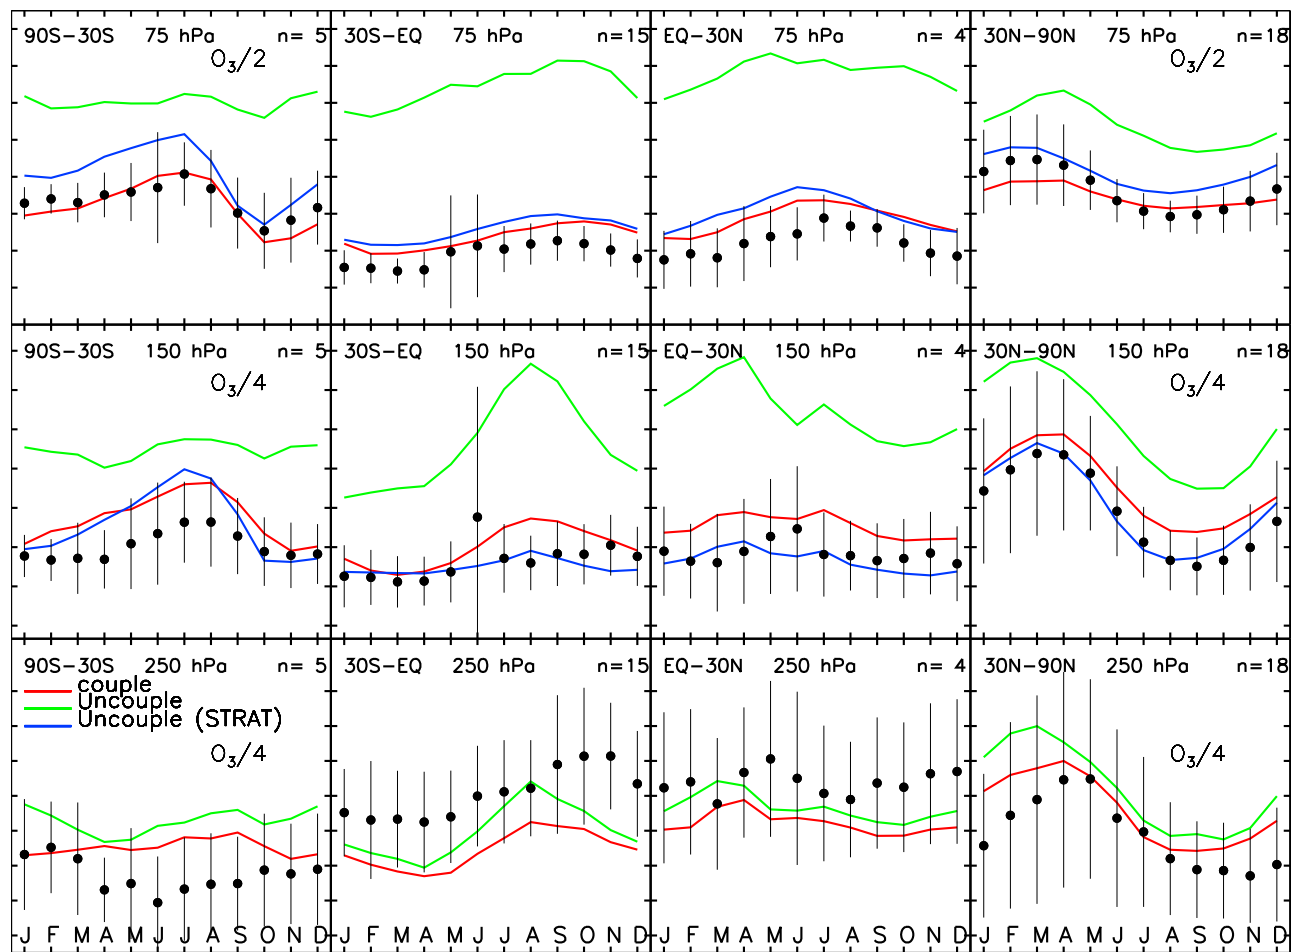 90S-30S 75 hPa n= 5
O3/2
30S-EQ 75 hPa n=15
EQ-30N 75 hPa n= 4
30N-90N 75 hPa n=18
O3/2
90S-30S 150 hPa n= 5
O3/4
30S-EQ 150 hPa n=15
EQ-30N 150 hPa n= 4
30N-90N 150 hPa n=18
O3/4
90S-30S 250 hPa n= 5
couple
Uncouple
Uncouple (STRAT)
O3/4
30S-EQ 250 hPa n=15
EQ-30N 250 hPa n= 4
30N-90N 250 hPa n=18
O3/4
J F M A M J J A S O N D
J F M A M J J A S O N D
J F M A M J J A S O N D
J F M A M J J A S O N D